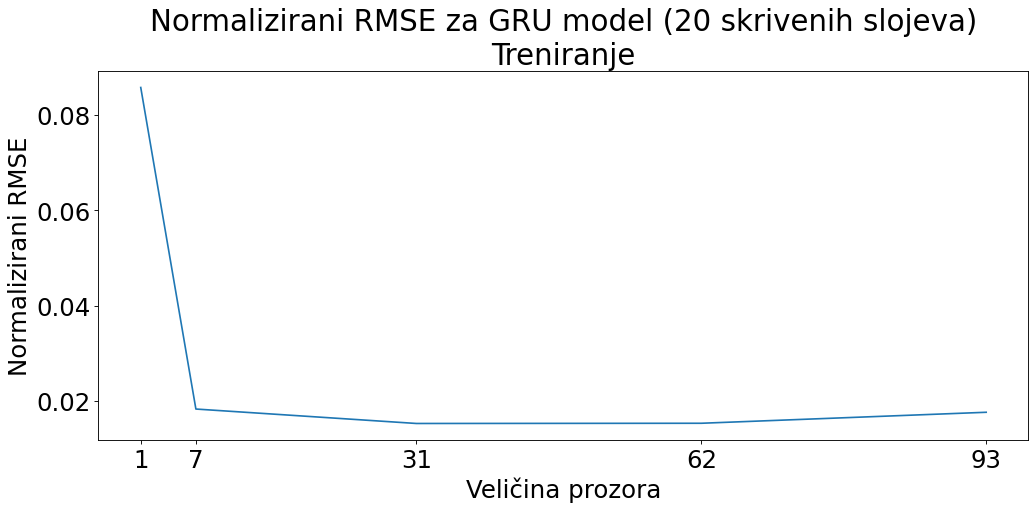 Normalizirani RMSE za GRU model (20 skrivenih slojeva)
Treniranje
Normalizirani RMSE
0.08
0.06
0.04
0.02
1 7 31 62 93
Veličina prozora